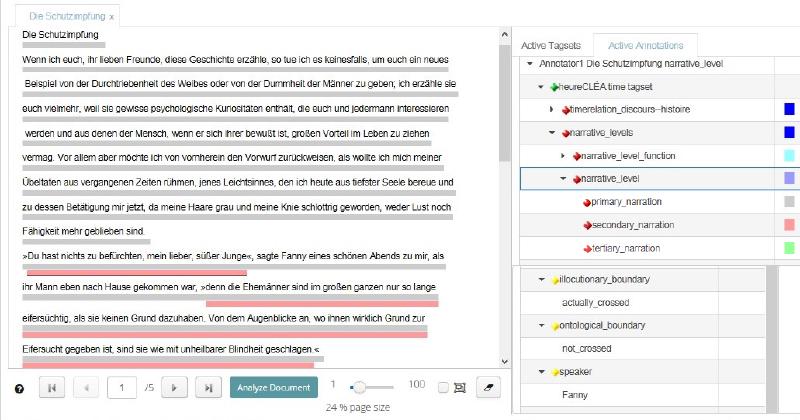 Die Schutzimpfung x
Die Schutzimpfung
Wenn ich euch, ihr lieben Freunde, diese Geschichte erzähle, so tue ich es keinesfalls, um euch ein neues
Beispiel von der Durchtriebenheit des Weibes oder von der Dummheit der Männer zu geben; ich erzähle sie
euch vielmehr, weil sie gewisse psychologische Kuriositäten enthält, die euch und jedermann interessieren
werden und aus denen der Mensch, wenn er sich ihrer bewußt ist, großen Vorteil im Leben zu ziehen
vermag. Vor allem aber möchte ich von vornherein den Vorwurf zurückweisen, als wollte ich mich meiner
Übeltaten aus vergangenen Zeiten rühmen, jenes Leichtsinnes, den ich heute aus tiefster Seele bereue und
zu dessen Betätigung mir jetzt, da meine Haare grau und meine Knie schlottrig geworden, weder Lust noch
Fähigkeit mehr geblieben sind.
»Du hast nichts zu befürchten, mein lieber, süßer Junge«, sagte Fanny eines schönen Abends zu mir, als
ihr Mann eben nach Hause gekommen war, »denn die Ehemänner sind im großen ganzen nur so lange
eifersüchtig, als sie keinen Grund dazuhaben. Von dem Augenblicke an, wo ihnen wirklich Grund zur
Eifersucht gegeben ist, sind sie wie mit unheilbarer Blindheit geschlagen.«
1 /5 Analyze Document 1 100
24 % page size
Active Tagsets Active Annotations
Annotator1 Die Schutzimpfung narrative_level
heureCLÉA time tagset
timerelation_discours--histoire
narrative_levels
narrative_level_function
narrative_level
primary_narration
secondary_narration
tertiary_narration
illocutionary_boundary
actually_crossed
ontological_boundary
not_crossed
speaker
Fanny